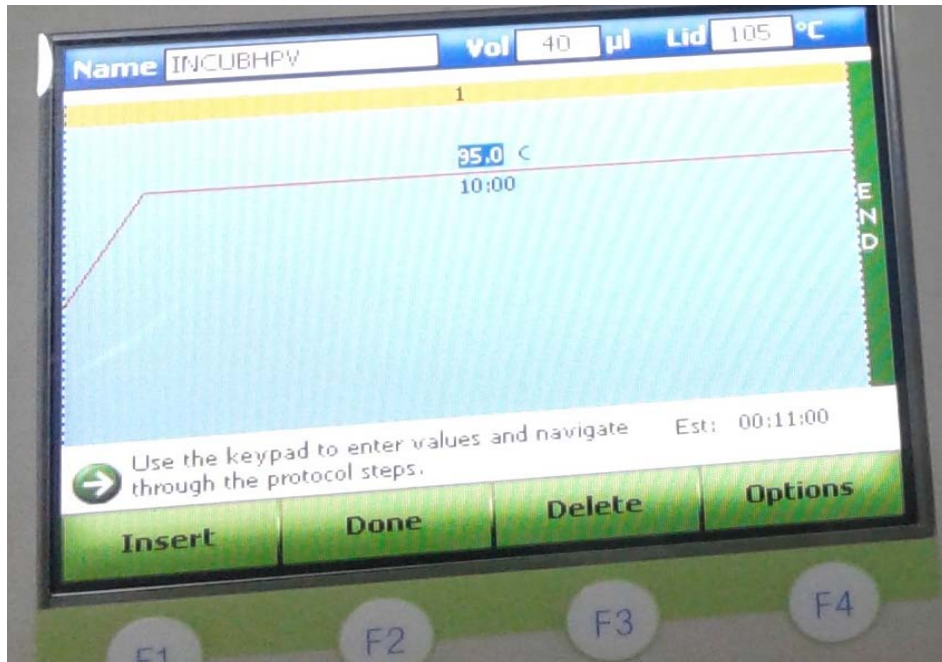 Name INCUBHPV Vol 40 µl Lid 105 °C
1
95.0 C
10:00
END
Use the keypad to enter values and navigate
through the protocol steps.
Est: 00:11:00
Insert Done Delete Options
F1 F2 F3 F4